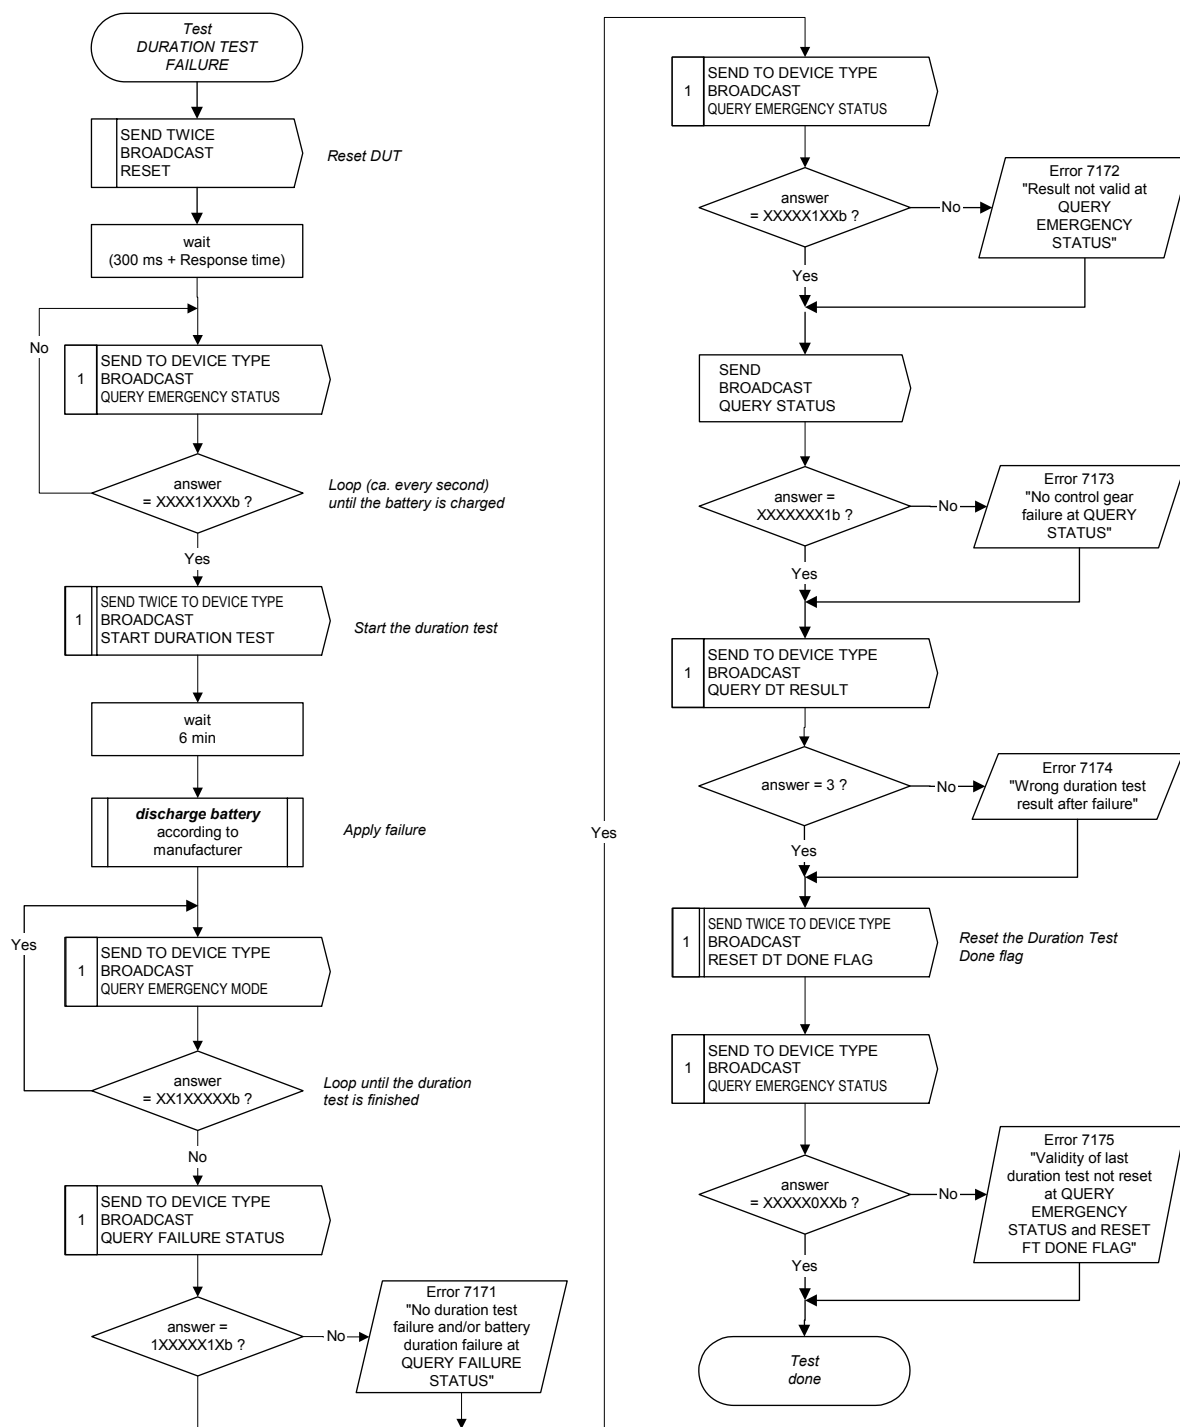 Test
DURATION TEST
FAILURE
SEND TWICE
BROADCAST
RESET
Reset DUT
wait
(300 ms + Response time)
No
1
SEND TO DEVICE TYPE
BROADCAST
QUERY EMERGENCY STATUS
answer
= XXXX1XXXb ?
Loop (ca. every second)
until the battery is charged
Yes
1
SEND TWICE TO DEVICE TYPE
BROADCAST
START DURATION TEST
Start the duration test
wait
6 min
discharge battery
according to
manufacturer
Apply failure
Yes
1
SEND TO DEVICE TYPE
BROADCAST
QUERY EMERGENCY MODE
answer
= XX1XXXXXb ?
Loop until the duration
test is finished
No
1
SEND TO DEVICE TYPE
BROADCAST
QUERY FAILURE STATUS
answer =
1XXXXX1Xb ?
No
Error 7171
"No duration test
failure and/or battery
duration failure at
QUERY FAILURE
STATUS"
Yes
1
SEND TO DEVICE TYPE
BROADCAST
QUERY EMERGENCY STATUS
answer
= XXXXX1XXb ?
No
Error 7172
"Result not valid at
QUERY
EMERGENCY
STATUS"
Yes
SEND
BROADCAST
QUERY STATUS
answer =
XXXXXXX1b ?
No
Error 7173
"No control gear
failure at QUERY
STATUS"
Yes
1
SEND TO DEVICE TYPE
BROADCAST
QUERY DT RESULT
answer = 3 ?
No
Error 7174
"Wrong duration test
result after failure"
Yes
1
SEND TWICE TO DEVICE TYPE
BROADCAST
RESET DT DONE FLAG
Reset the Duration Test
Done flag
1
SEND TO DEVICE TYPE
BROADCAST
QUERY EMERGENCY STATUS
answer
= XXXXX0XXb ?
No
Error 7175
"Validity of last
duration test not reset
at QUERY
EMERGENCY
STATUS and RESET
FT DONE FLAG"
Yes
Test
done